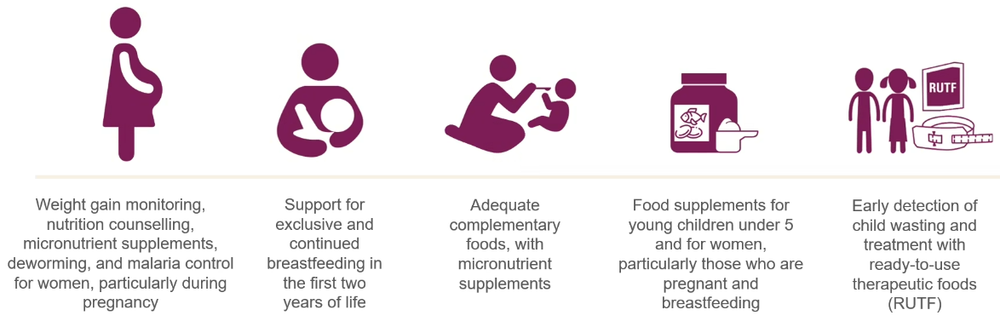 RUTF
Weight gain monitoring,
nutrition counselling,
micronutrient supplements,
deworming, and malaria control
for women, particularly during
pregnancy
Support for
exclusive and
continued
breastfeeding in
the first two
years of life
Adequate
complementary
foods, with
micronutrient
supplements
Food supplements for
young children under 5
and for women,
particularly those who are
pregnant and
breastfeeding
Early detection of
child wasting and
treatment with
ready-to-use
therapeutic foods
(RUTF)